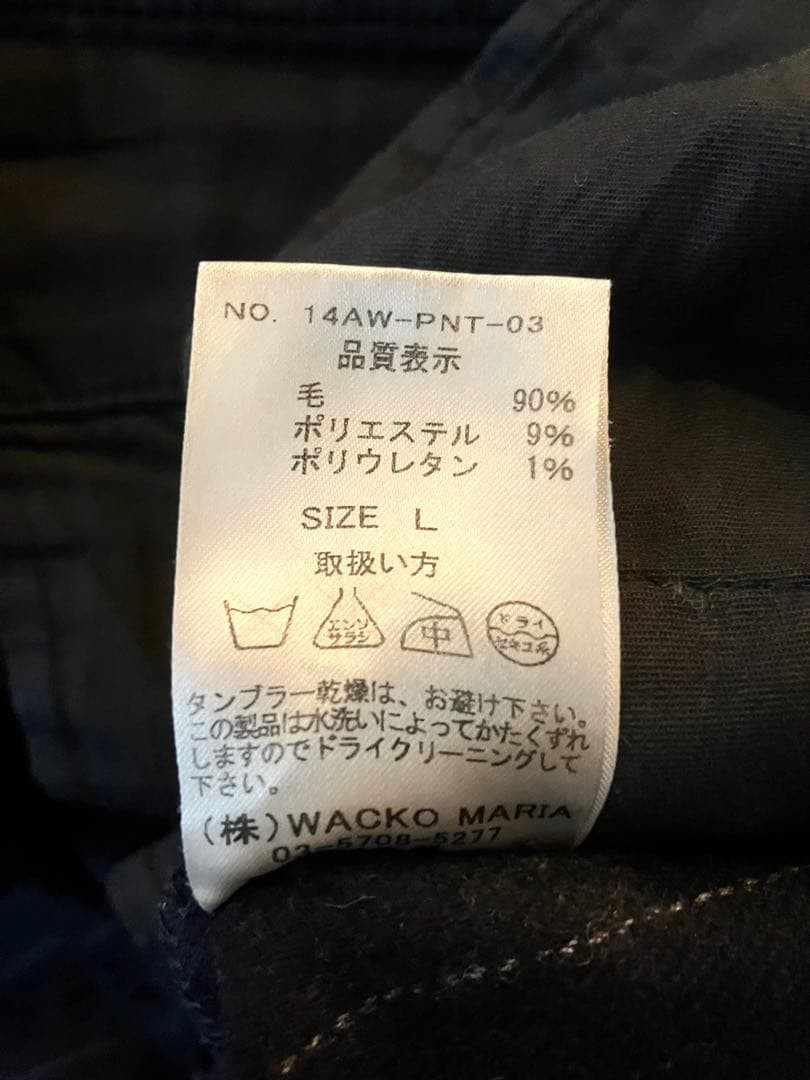 NO. 14AW-PNT-03
品質表示
毛 90%
ポリエステル 9%
ポリウレタン 1%
SIZE L
取扱い方
エンソ
サラシ
中
ドライ
セキユ系
タンブラー乾燥は、お避け下さい。
この製品は水洗いによってかたくずれ
しますのでドライクリーニングして
下さい。
(株)WACKO MARIA
03-5708-5277